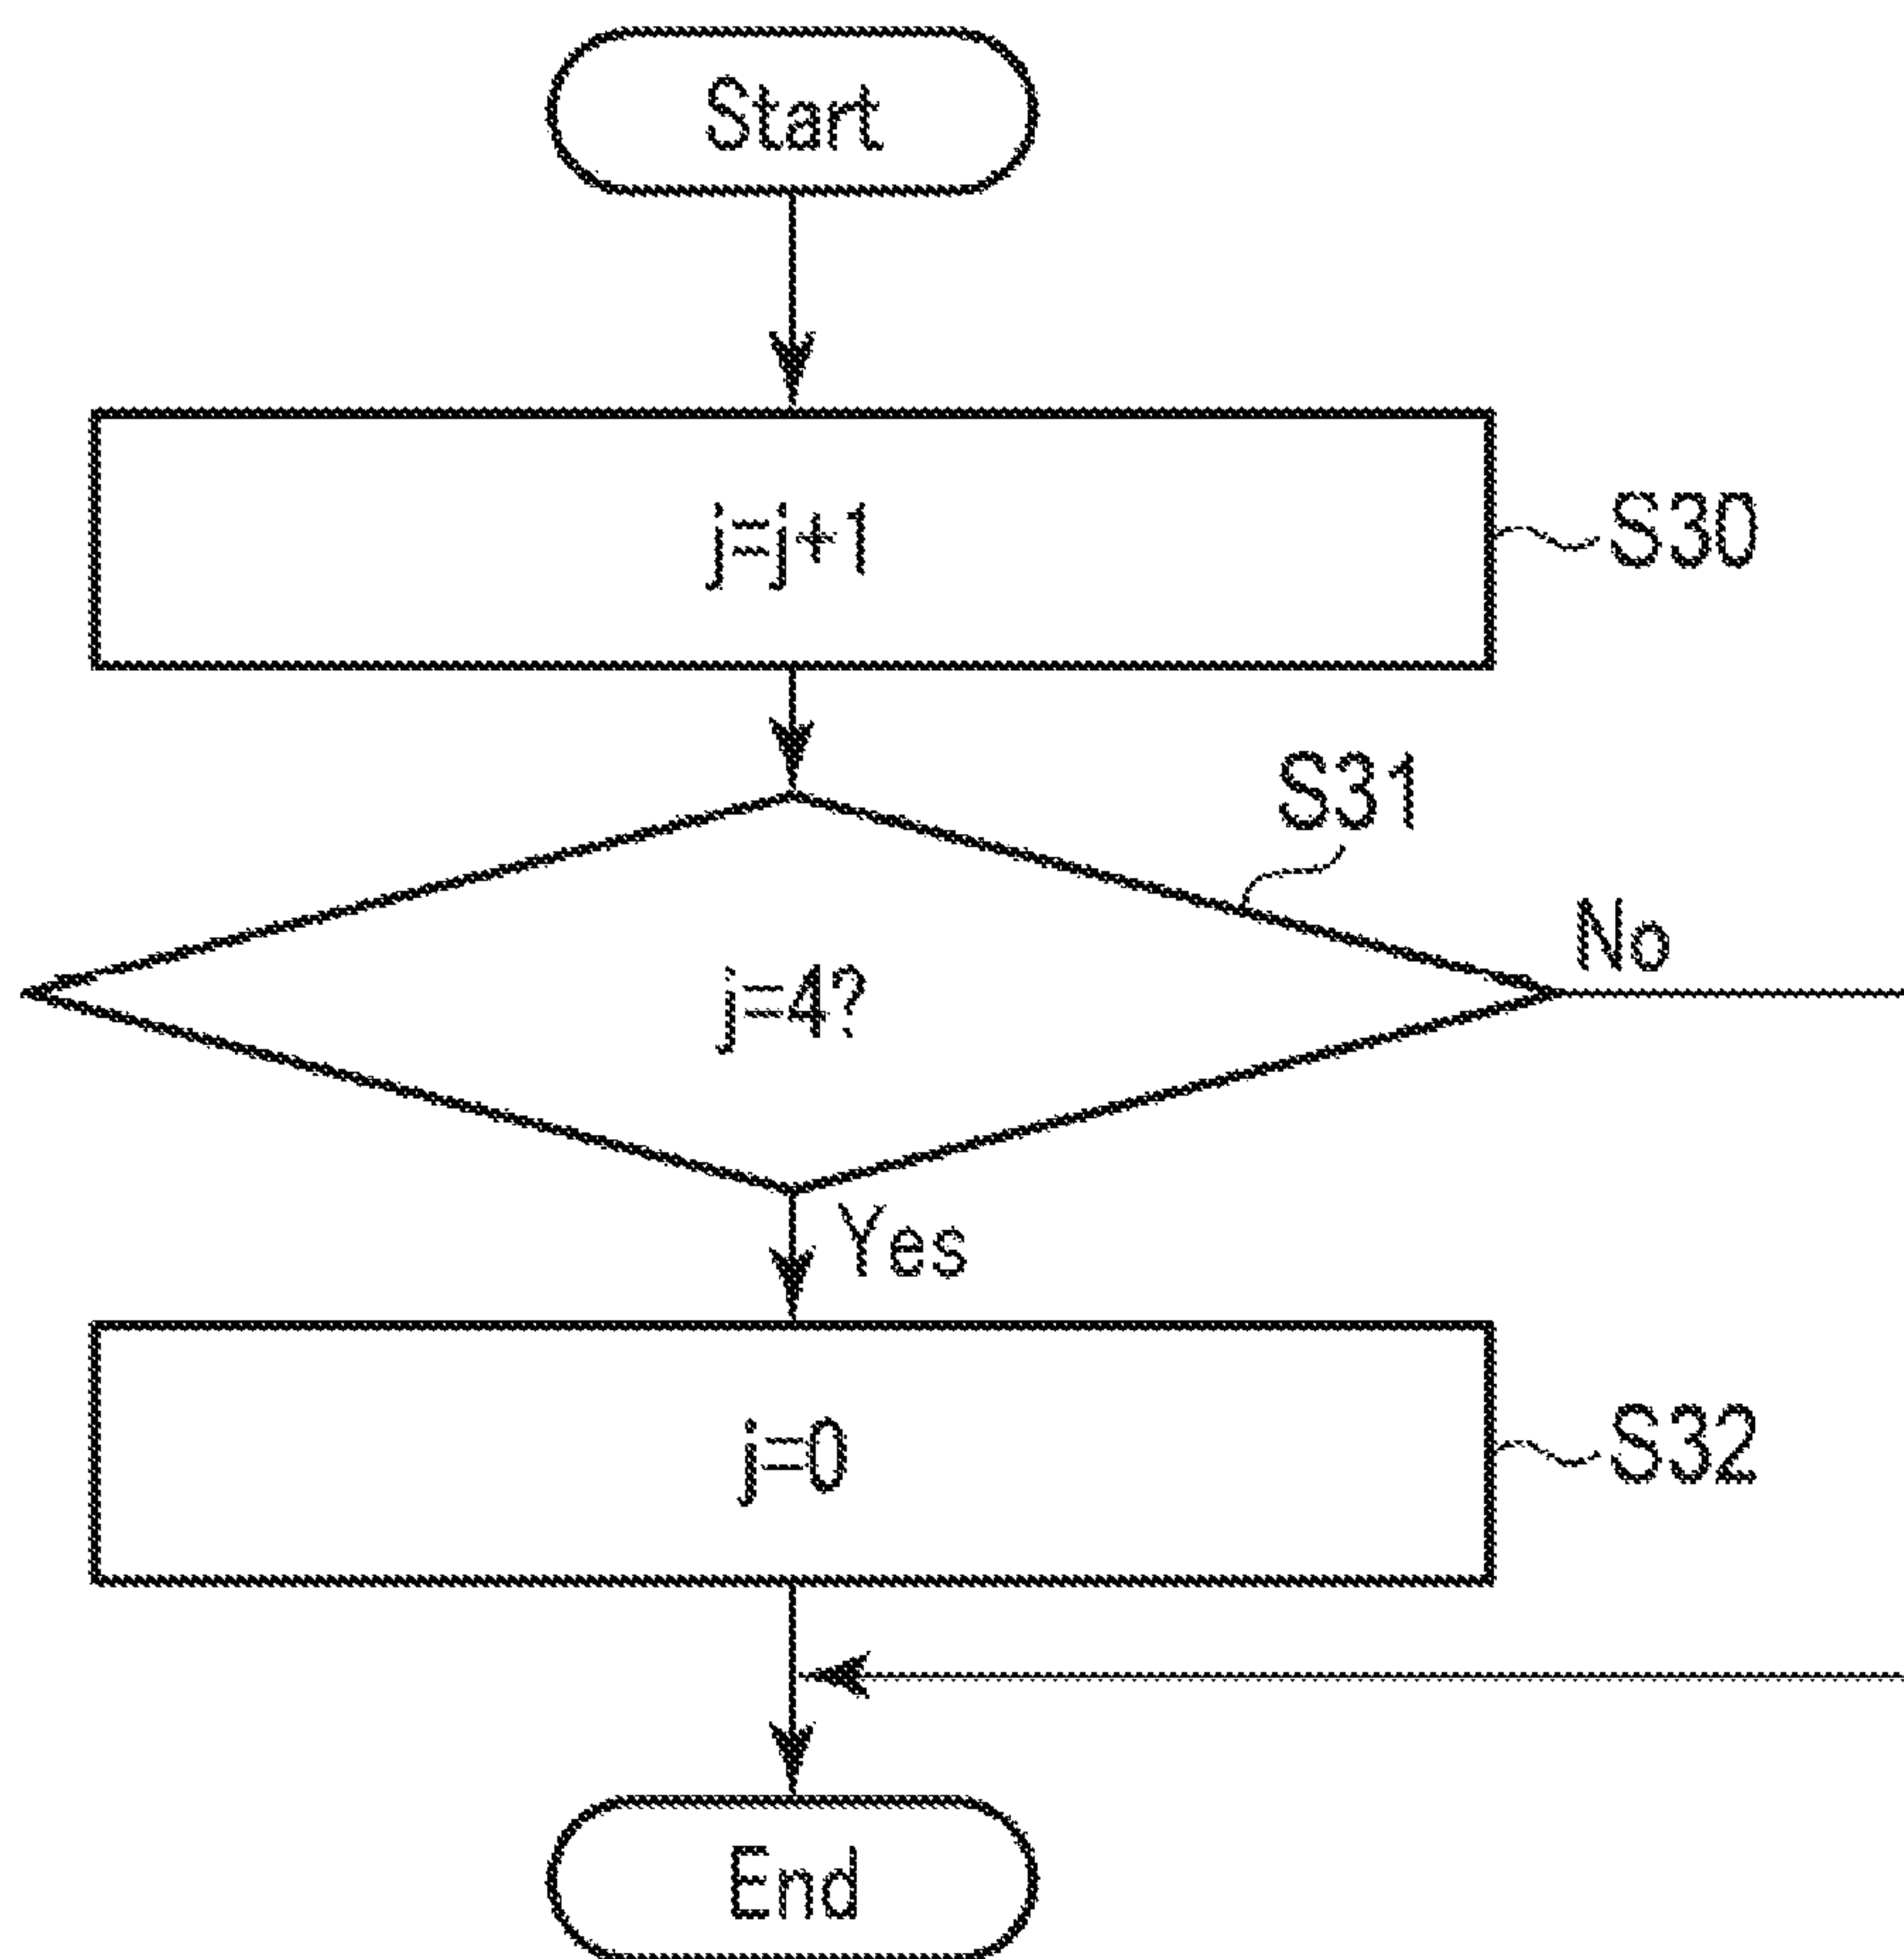 Start
j=j+1
S30
S31
No
j=4?
Yes
j=0
S32
End